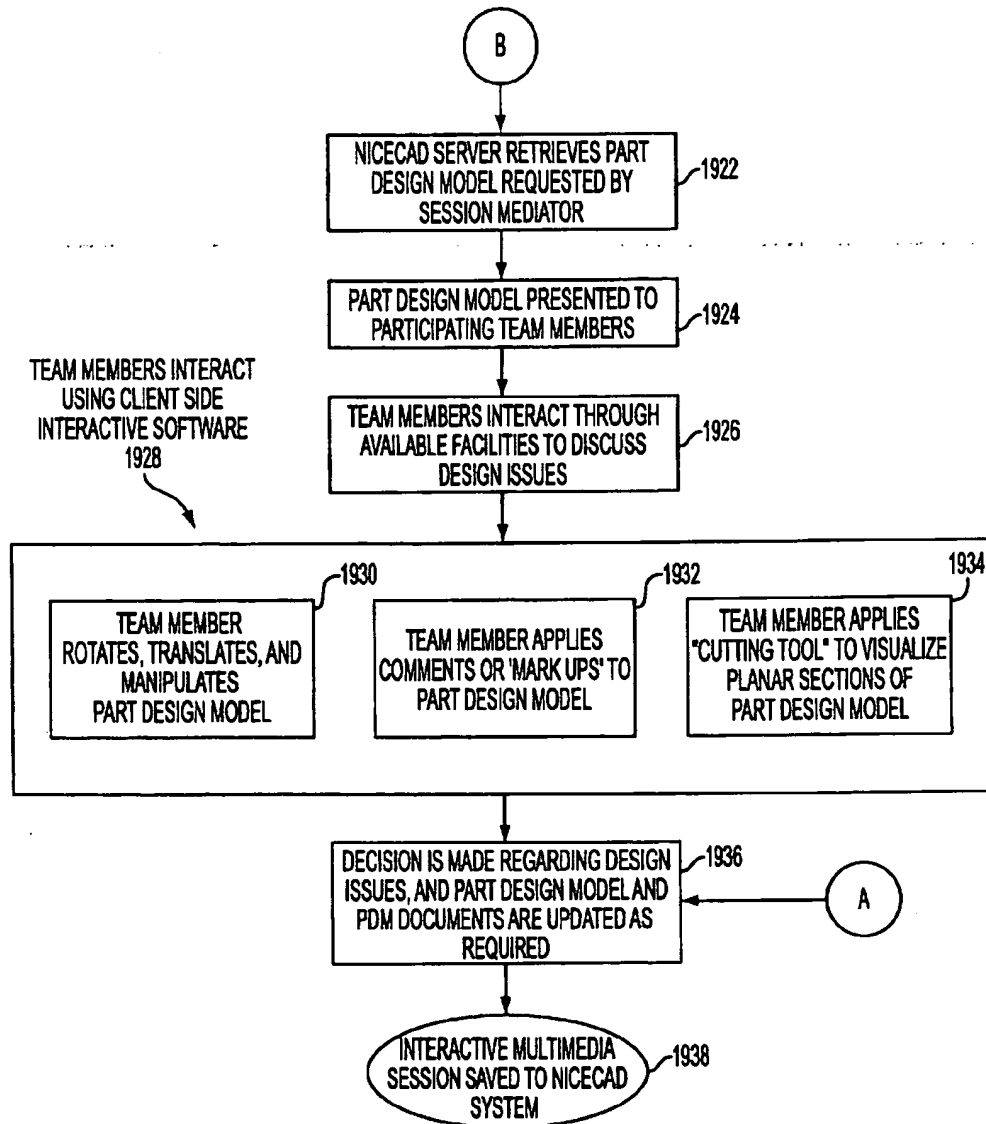 B
NICECAD SERVER RETRIEVES PART
DESIGN MODEL REQUESTED BY
SESSION MEDIATOR
1922
PART DESIGN MODEL PRESENTED TO
PARTICIPATING TEAM MEMBERS
1924
TEAM MEMBERS INTERACT
USING CLIENT SIDE
INTERACTIVE SOFTWARE
1928
TEAM MEMBERS INTERACT THROUGH
AVAILABLE FACILITIES TO DISCUSS
DESIGN ISSUES
1926
1930
TEAM MEMBER
ROTATES, TRANSLATES, AND
MANIPULATES
PART DESIGN MODEL
1932
TEAM MEMBER APPLIES
COMMENTS OR 'MARK UPS' TO
PART DESIGN MODEL
1934
TEAM MEMBER APPLIES
"CUTTING TOOL" TO VISUALIZE
PLANAR SECTIONS OF
PART DESIGN MODEL
DECISION IS MADE REGARDING DESIGN
ISSUES, AND PART DESIGN MODEL AND
PDM DOCUMENTS ARE UPDATED AS
REQUIRED
1936
A
INTERACTIVE MULTIMEDIA
SESSION SAVED TO NICECAD
SYSTEM
1938